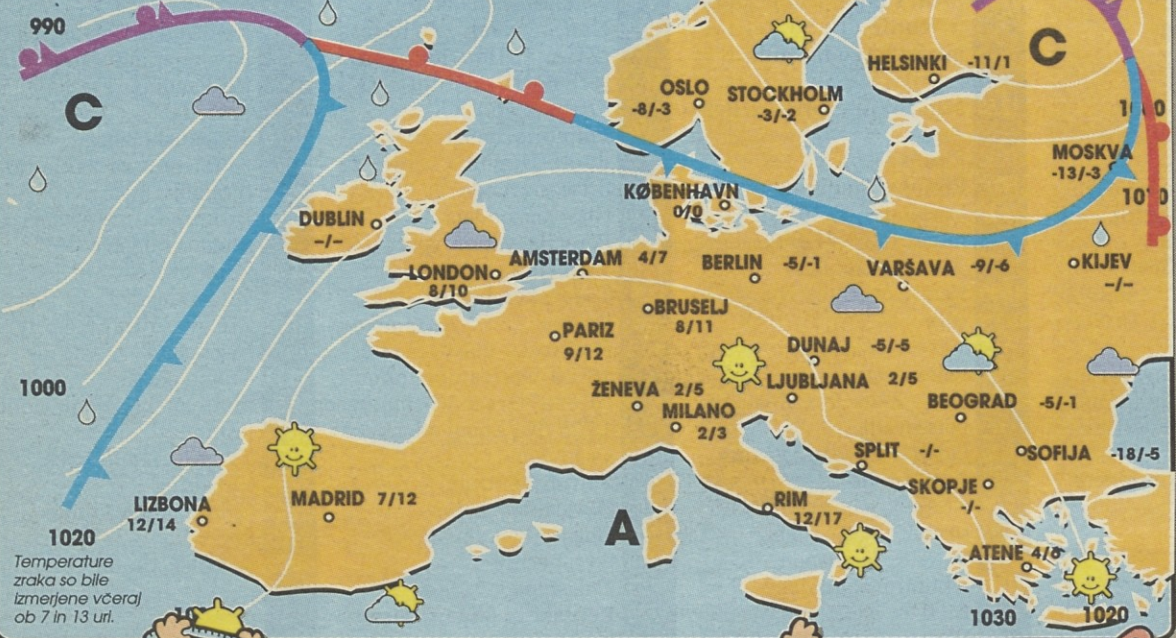 990
C
C
HELSINKI -11/1
OSLO
-8/-3
STOCKHOLM
-3/-2
MOSKVA
-13/-3
KØBENHAVN
0/0
DUBLIN
-/-
AMSTERDAM 4/7
BERLIN -5/-1
VARŠAVA -9/-6
KIJEV
-/-
LONDON
8/10
BRUSELJ
8/11
PARIZ
9/12
DUNAJ -5/-5
1000
ŽENEVA 2/5
LJUBLJANA 2/5
MILANO
2/3
BEOGRAD -5/-1
SPLIT -/-
SOFIJA -18/-5
SKOPJE
-/-
LIZBONA
12/14
MADRID 7/12
RIM
12/17
A
1020
ATENE
Temperature
zraka so bile
izmerjene včeraj
ob 7 in 13 uri.
1030
1020